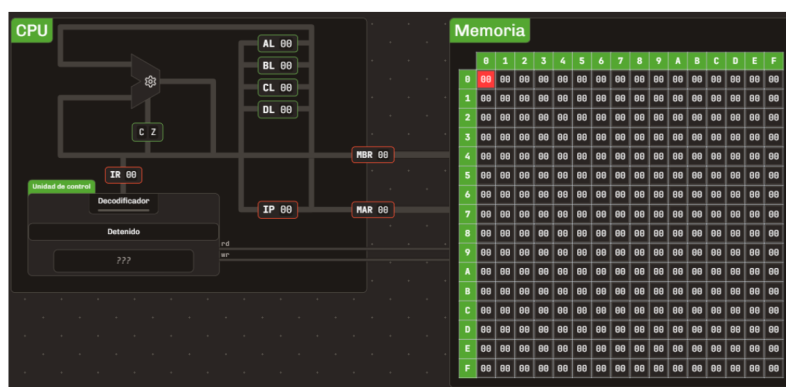 CPU
AL 00
BL 00
CL 00
DL 00
C Z
MBR 00
IR 00
Unidad de control
Decodificador
IP 00
MAR 00
Detenido
rd
wr
???
Memoria
0 1 2 3 4 5 6 7 8 9 A B C D E F
0 00 00 00 00 00 00 00 00 00 00 00 00 00 00 00 00
1 00 00 00 00 00 00 00 00 00 00 00 00 00 00 00 00
2 00 00 00 00 00 00 00 00 00 00 00 00 00 00 00 00
3 00 00 00 00 00 00 00 00 00 00 00 00 00 00 00 00
4 00 00 00 00 00 00 00 00 00 00 00 00 00 00 00 00
5 00 00 00 00 00 00 00 00 00 00 00 00 00 00 00 00
6 00 00 00 00 00 00 00 00 00 00 00 00 00 00 00 00
7 00 00 00 00 00 00 00 00 00 00 00 00 00 00 00 00
8 00 00 00 00 00 00 00 00 00 00 00 00 00 00 00 00
9 00 00 00 00 00 00 00 00 00 00 00 00 00 00 00 00
A 00 00 00 00 00 00 00 00 00 00 00 00 00 00 00 00
B 00 00 00 00 00 00 00 00 00 00 00 00 00 00 00 00
C 00 00 00 00 00 00 00 00 00 00 00 00 00 00 00 00
D 00 00 00 00 00 00 00 00 00 00 00 00 00 00 00 00
E 00 00 00 00 00 00 00 00 00 00 00 00 00 00 00 00
F 00 00 00 00 00 00 00 00 00 00 00 00 00 00 00 00